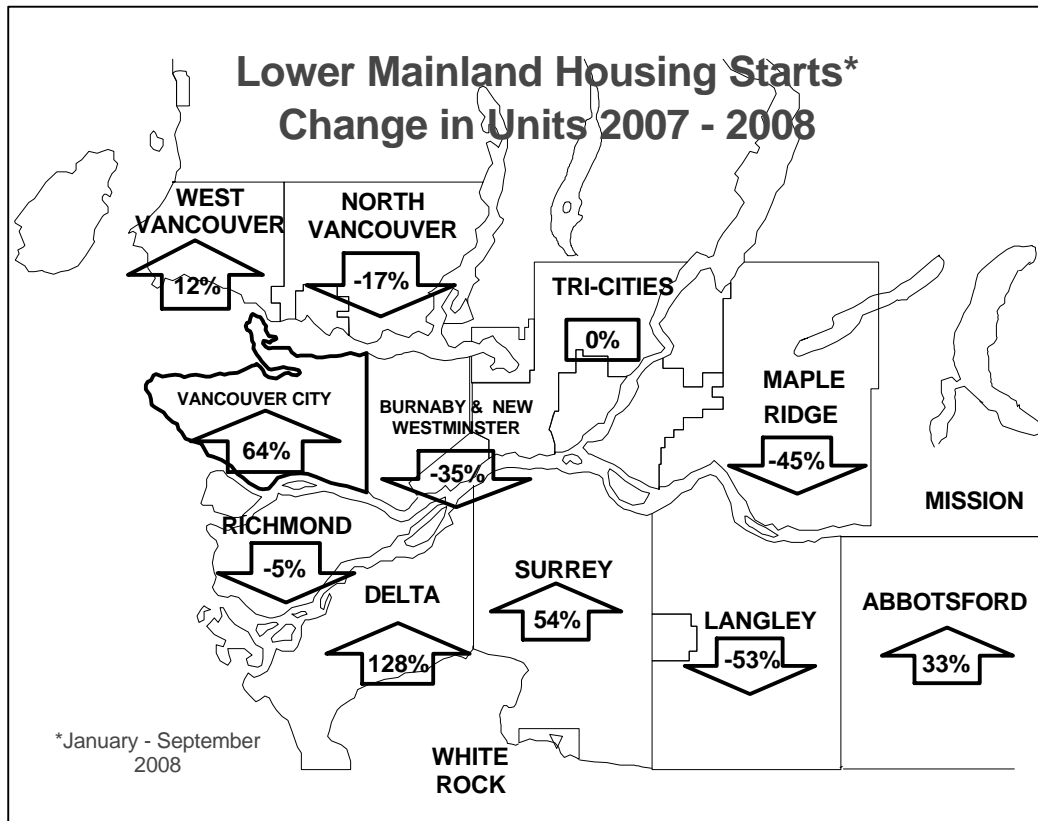 Lower Mainland Housing Starts*
Change in Units 2007 - 2008
WEST
VANCOUVER
12%
NORTH
VANCOUVER
-17%
TRI-CITIES
0%
VANCOUVER CITY
64%
BURNABY & NEW
WESTMINSTER
-35%
MAPLE
RIDGE
-45%
MISSION
RICHMOND
-5%
DELTA
128%
SURREY
54%
LANGLEY
-53%
ABBOTSFORD
33%
WHITE
ROCK
*January - September
2008